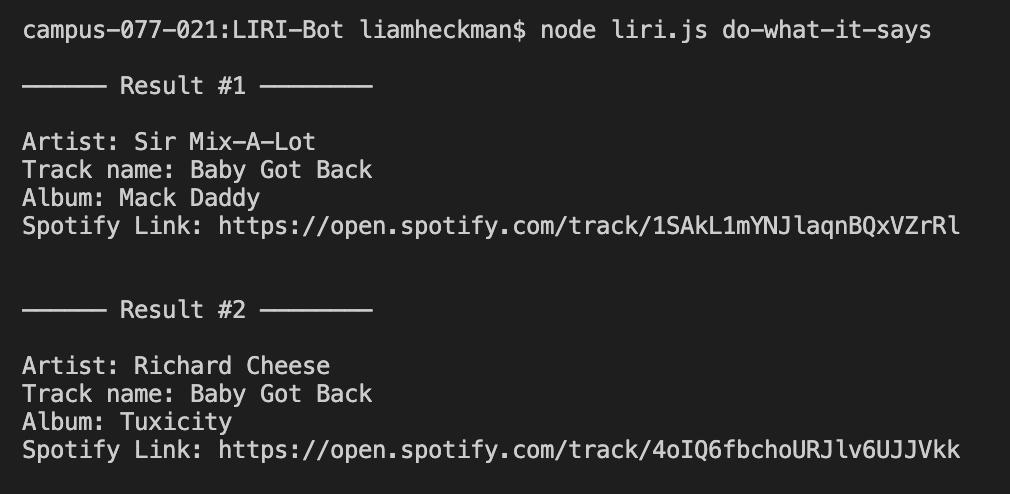 campus-077-021:LIRI-Bot liamheckman$ node liri.js do-what-it-says
—————— Result #1 ————————
Artist: Sir Mix-A-Lot
Track name: Baby Got Back
Album: Mack Daddy
Spotify Link: https://open.spotify.com/track/1SAkL1mYNJlaqnBQxVZrRl
—————— Result #2 ————————
Artist: Richard Cheese
Track name: Baby Got Back
Album: Tuxicity
Spotify Link: https://open.spotify.com/track/4oIQ6fbchoURJlv6UJJVkk